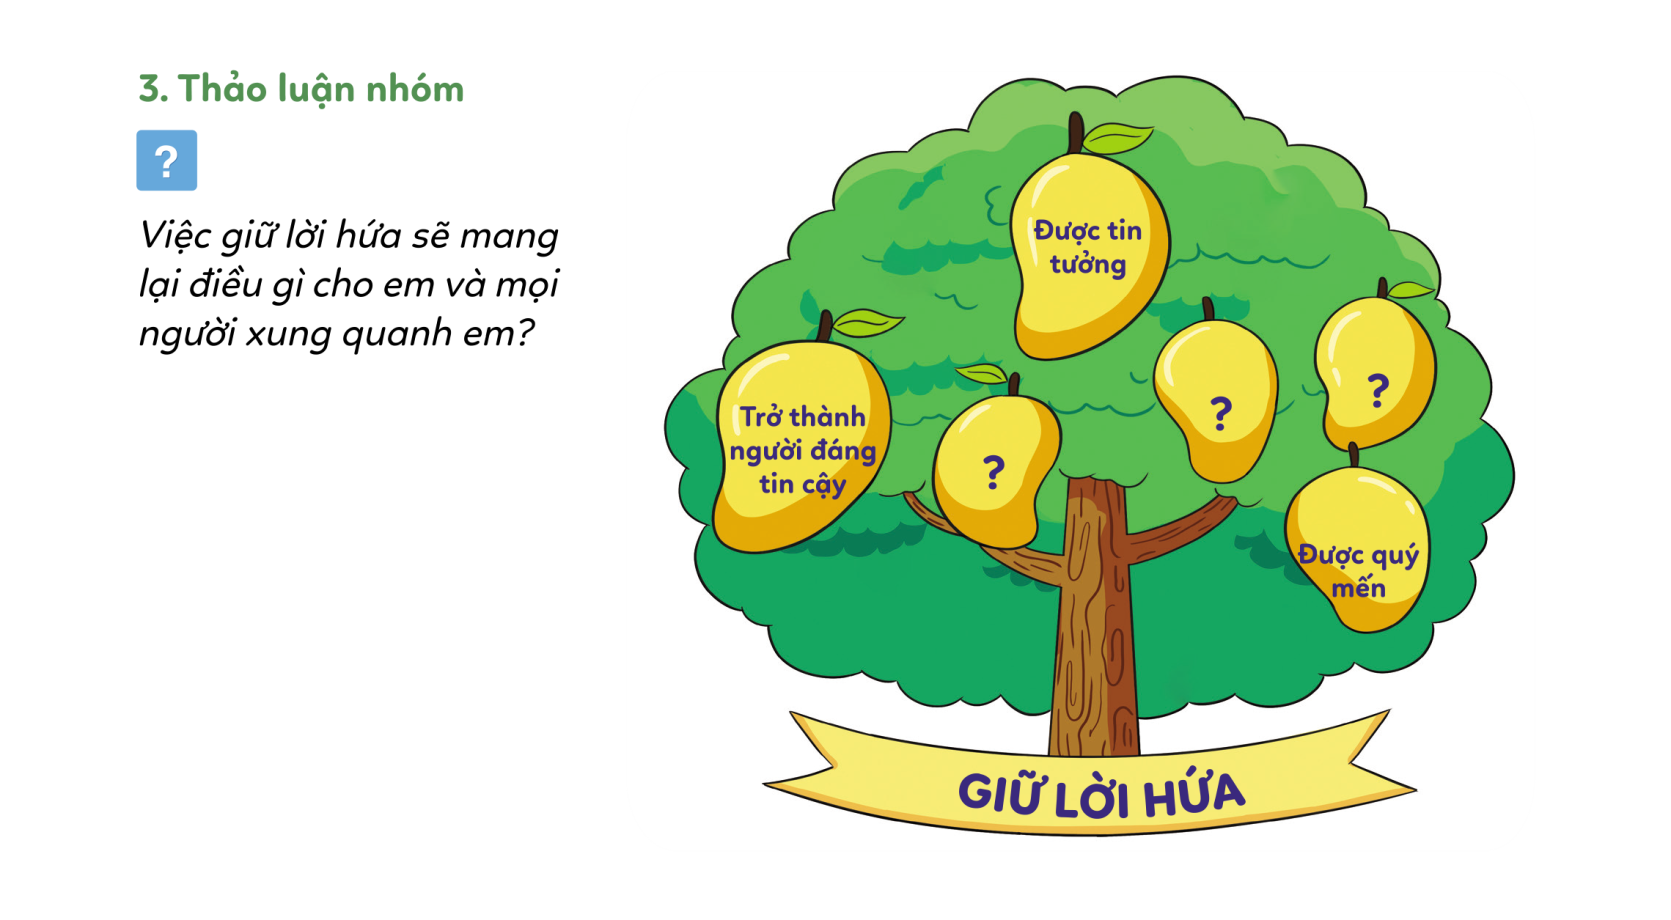 3. Thảo luận nhóm
?
Việc giữ lời hứa sẽ mang
lại điều gì cho em và mọi
người xung quanh em?
Được tin
tưởng
Trở thành
người đáng
tin cậy
?
?
?
Được quý
mến
GIỮ LỜI HỨA